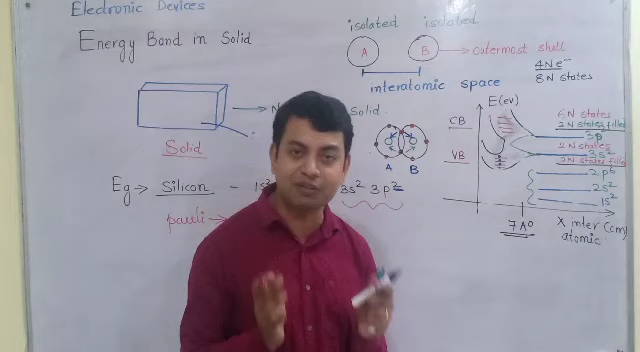 Electronic Devices
Energy Band in Solid
isolated isolated
A B → outermost shell
4Ne⁻
8N states
interatomic space
→ N solid.
Solid
A B
Eg → Silicon - 1s² 3s² 3p²
pauli →
E(ev)
CB
VB
6N states
2N states filled
3p
2N states
3s²
2N states filled
2p⁶
2s²
1s²
7A⁰
X inter (cm)
atomic